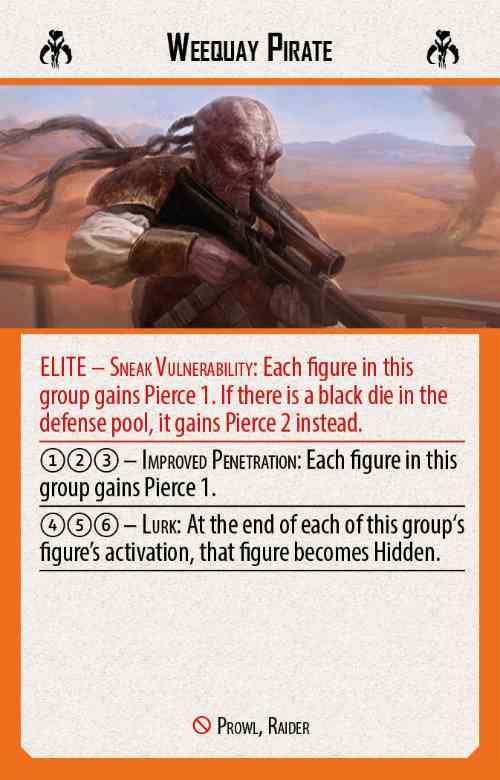 Weequay Pirate
ELITE – Sneak Vulnerability: Each figure in this
group gains Pierce 1. If there is a black die in the
defense pool, it gains Pierce 2 instead.
①②③ – Improved Penetration: Each figure in this
group gains Pierce 1.
④⑤⑥ – Lurk: At the end of each of this group‘s
figure’s activation, that figure becomes Hidden.
Prowl, Raider